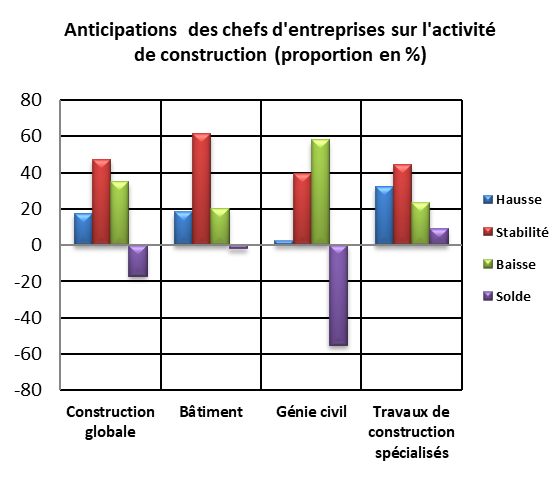 Anticipations  des chefs d'entreprises sur l'activité
de construction (proportion en %)
80
60
40
20
0
-20
-40
-60
-80
Construction
globale
Bâtiment
Génie civil
Travaux de
construction
spécialisés
Hausse
Stabilité
Baisse
Solde